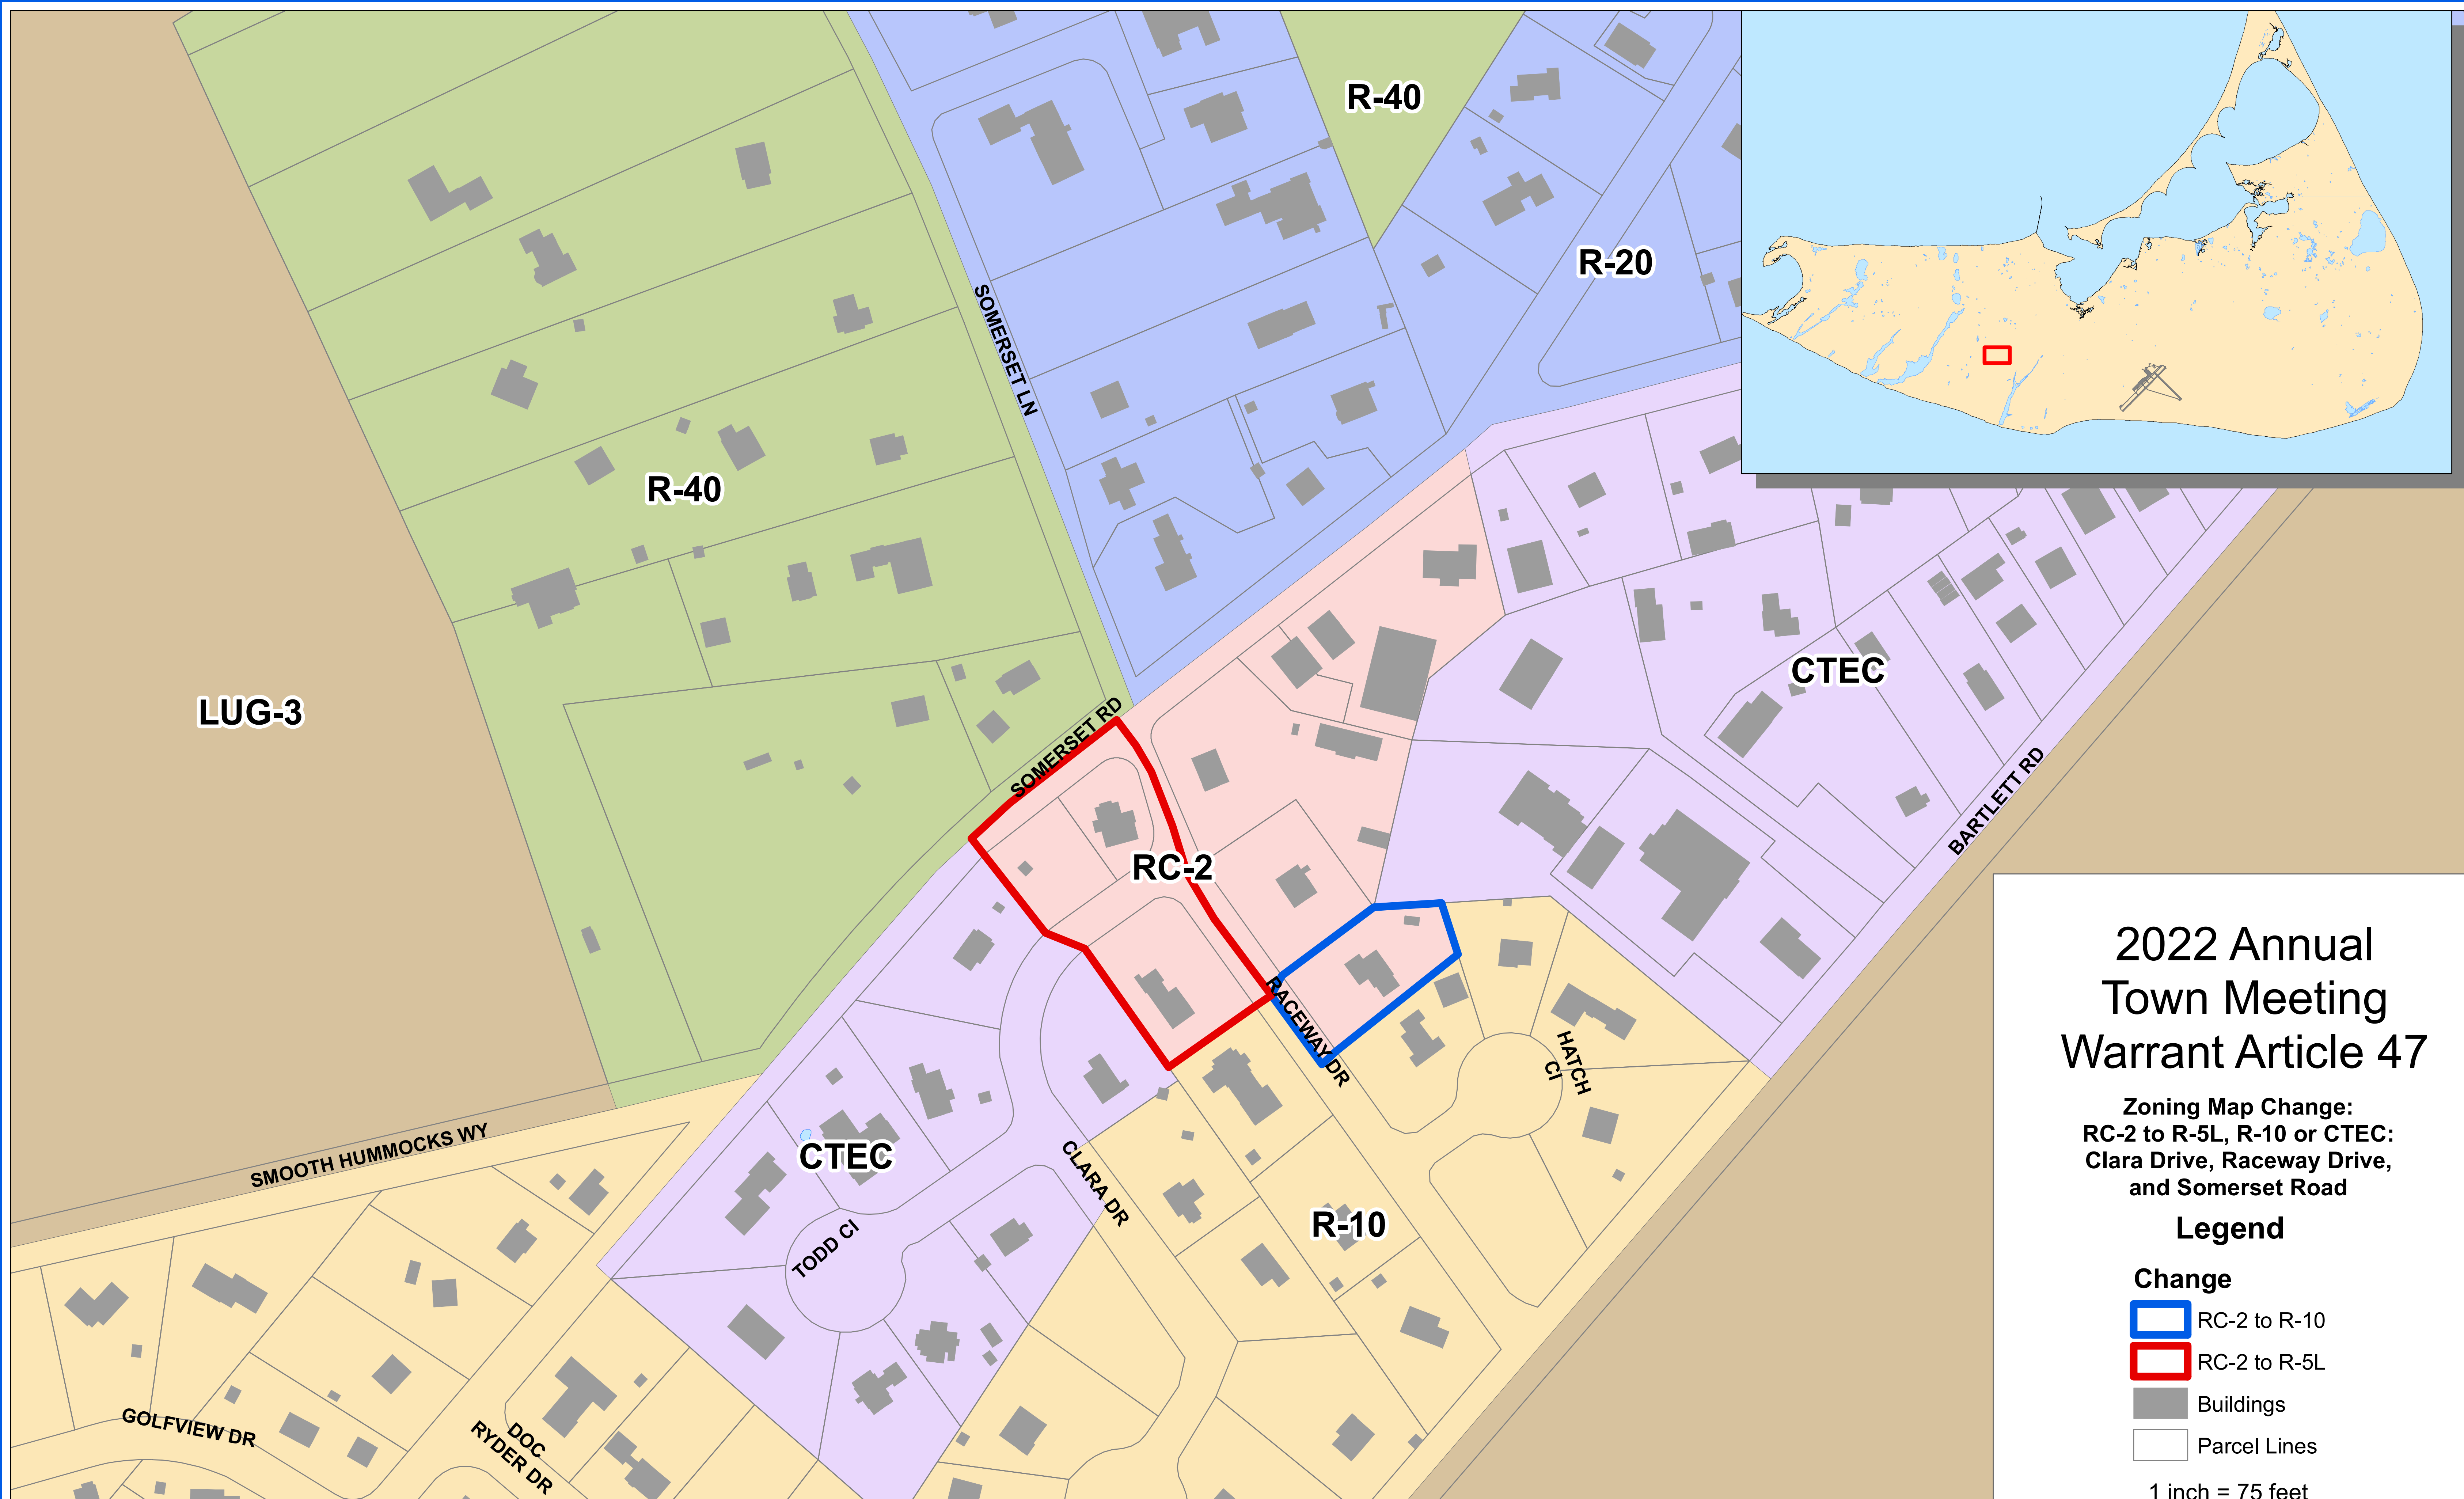 R-40
R-20
SOMERSET LN
R-40
LUG-3
CTEC
SOMERSET RD
BARTLETT RD
RC-2
RACEWAY DR
HATCH
CI
SMOOTH HUMMOCKS WY
CTEC
CLARA DR
TODD CI
R-10
GOLFVIEW DR
DOC
RYDER DR
2022 Annual
Town Meeting
Warrant Article 47
Zoning Map Change:
RC-2 to R-5L, R-10 or CTEC:
Clara Drive, Raceway Drive,
and Somerset Road
Legend
Change
RC-2 to R-10
RC-2 to R-5L
Buildings
Parcel Lines
1 inch = 75 feet